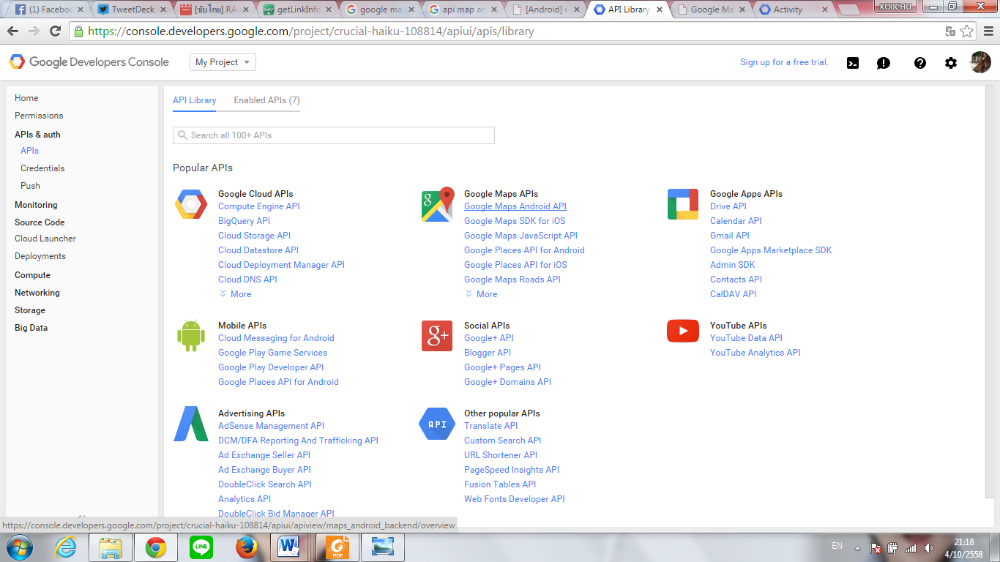 (1) Faceboo
TweetDeck
[ซับไทย] RA
getLinkInfo
google ma
api map an
[Android]
API Library
Google Ma
Activity
KOICHU
https://console.developers.google.com/project/crucial-haiku-108814/apiui/apis/library
Google Developers Console
My Project
Sign up for a free trial.
Home
Permissions
APIs & auth
APIs
Credentials
Push
Monitoring
Source Code
Cloud Launcher
Deployments
Compute
Networking
Storage
Big Data
API Library
Enabled APIs (7)
Search all 100+ APIs
Popular APIs
Google Cloud APIs
Compute Engine API
BigQuery API
Cloud Storage API
Cloud Datastore API
Cloud Deployment Manager API
Cloud DNS API
More
g
Google Maps APIs
Google Maps Android API
Google Maps SDK for iOS
Google Maps JavaScript API
Google Places API for Android
Google Places API for iOS
Google Maps Roads API
More
Google Apps APIs
Drive API
Calendar API
Gmail API
Google Apps Marketplace SDK
Admin SDK
Contacts API
CalDAV API
Mobile APIs
Cloud Messaging for Android
Google Play Game Services
Google Play Developer API
Google Places API for Android
g+
Social APIs
Google+ API
Blogger API
Google+ Pages API
Google+ Domains API
YouTube APIs
YouTube Data API
YouTube Analytics API
Advertising APIs
AdSense Management API
DCM/DFA Reporting And Trafficking API
Ad Exchange Seller API
Ad Exchange Buyer API
DoubleClick Search API
Analytics API
DoubleClick Bid Manager API
API
Other popular APIs
Translate API
Custom Search API
URL Shortener API
PageSpeed Insights API
Fusion Tables API
Web Fonts Developer API
https://console.developers.google.com/project/crucial-haiku-108814/apiui/apiview/maps_android_backend/overview
LINE
W
PDF
EN
21:18
4/10/2558